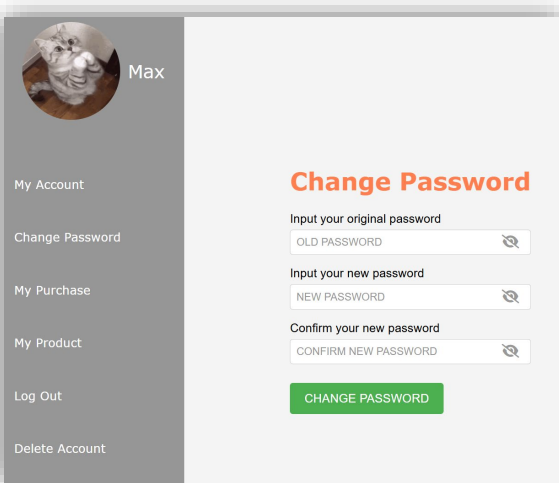 Max
My Account
Change Password
My Purchase
My Product
Log Out
Delete Account
Change Password
Input your original password
OLD PASSWORD
Input your new password
NEW PASSWORD
Confirm your new password
CONFIRM NEW PASSWORD
CHANGE PASSWORD